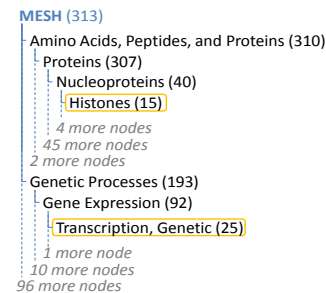 MESH (313)
Amino Acids, Peptides, and Proteins (310)
Proteins (307)
Nucleoproteins (40)
Histones (15)
4 more nodes
45 more nodes
2 more nodes
Genetic Processes (193)
Gene Expression (92)
Transcription, Genetic (25)
1 more node
10 more nodes
96 more nodes